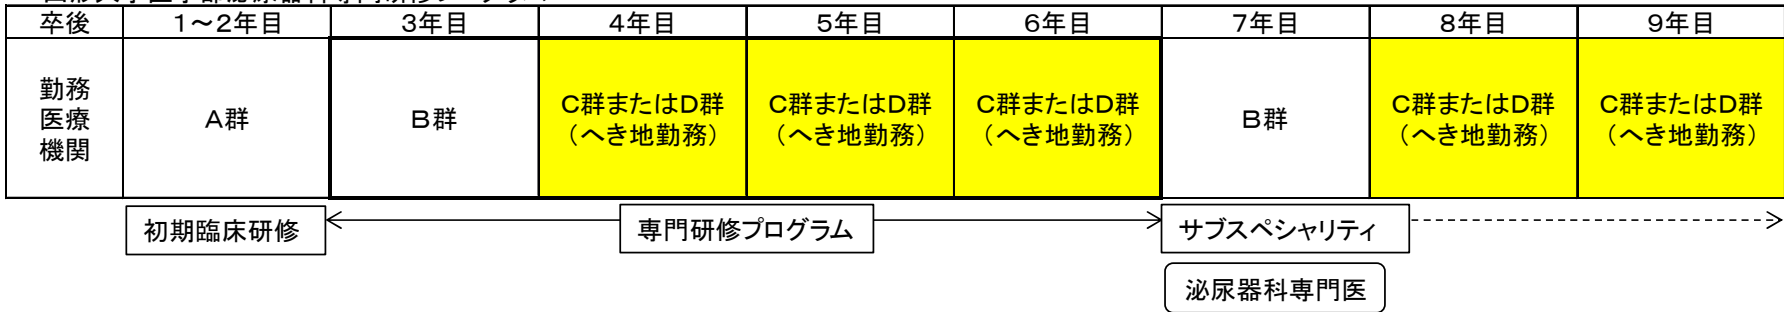 卒後 1～2年目 3年目 4年目 5年目 6年目 7年目 8年目 9年目
勤務
医療
機関
A群
B群
C群またはD群
（へき地勤務）
C群またはD群
（へき地勤務）
C群またはD群
（へき地勤務）
B群
C群またはD群
（へき地勤務）
C群またはD群
（へき地勤務）
初期臨床研修
専門研修プログラム
サブスペシャリティ
泌尿器科専門医